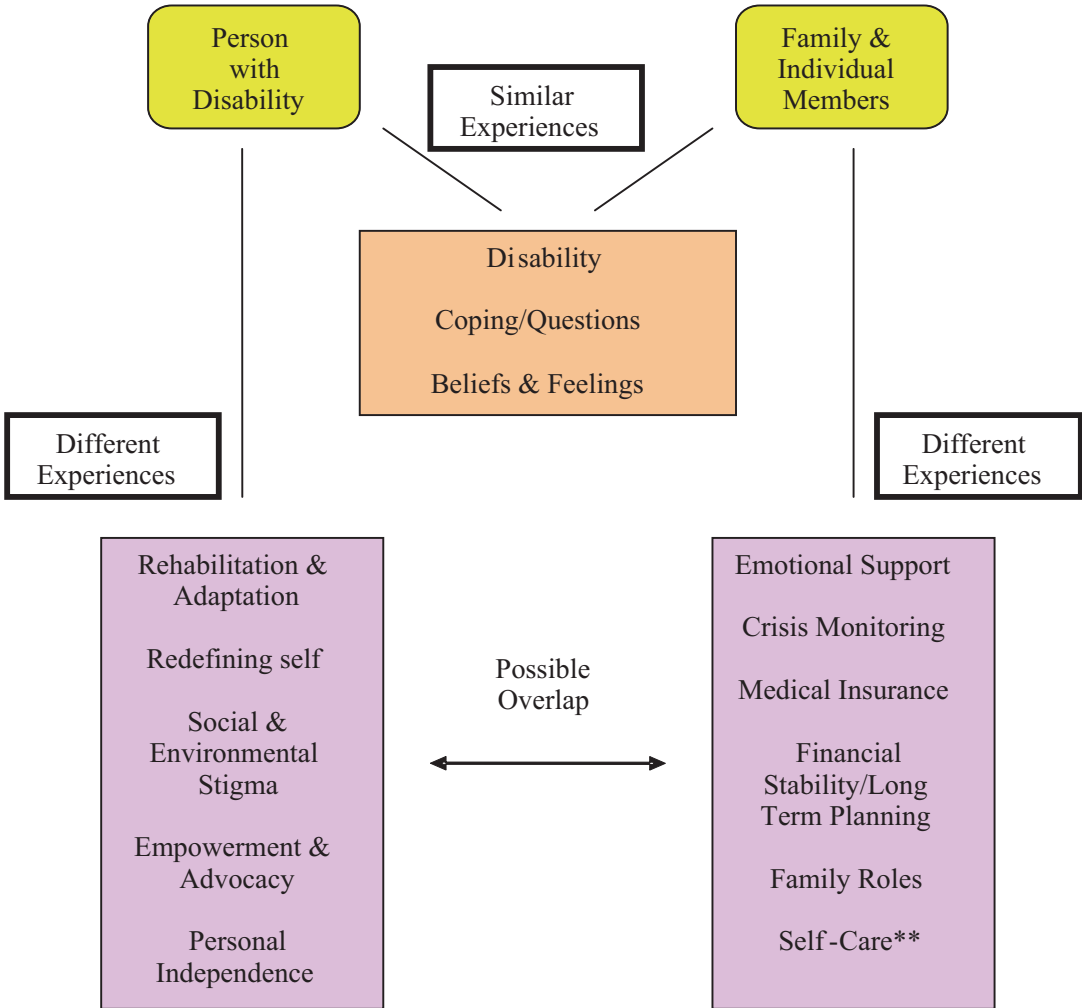 Person
with
Disability
Family &
Individual
Members
Similar
Experiences
Disability
Coping/Questions
Beliefs & Feelings
Different
Experiences
Different
Experiences
Rehabilitation &
Adaptation
Redefining self
Social &
Environmental
Stigma
Empowerment &
Advocacy
Personal
Independence
Possible
Overlap
Emotional Support
Crisis Monitoring
Medical Insurance
Financial
Stability/Long
Term Planning
Family Roles
Self-Care**